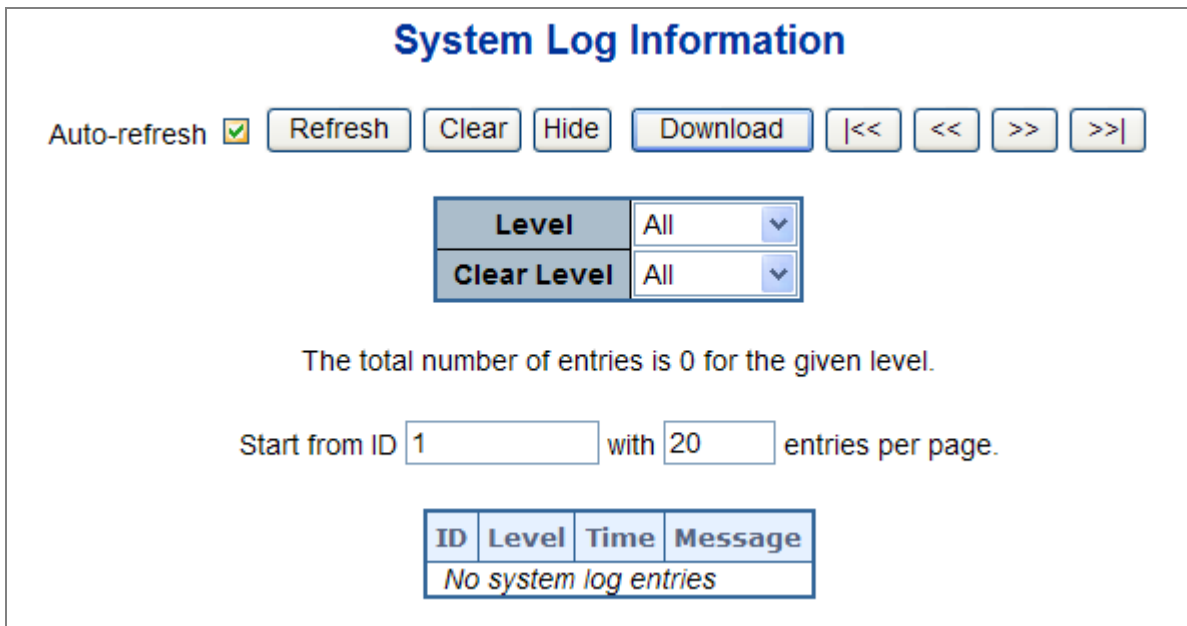 System Log Information
Auto-refresh Refresh Clear Hide Download |<< << >> >>|
Level All
Clear Level All
The total number of entries is 0 for the given level.
Start from ID 1 with 20 entries per page.
ID Level Time Message
No system log entries